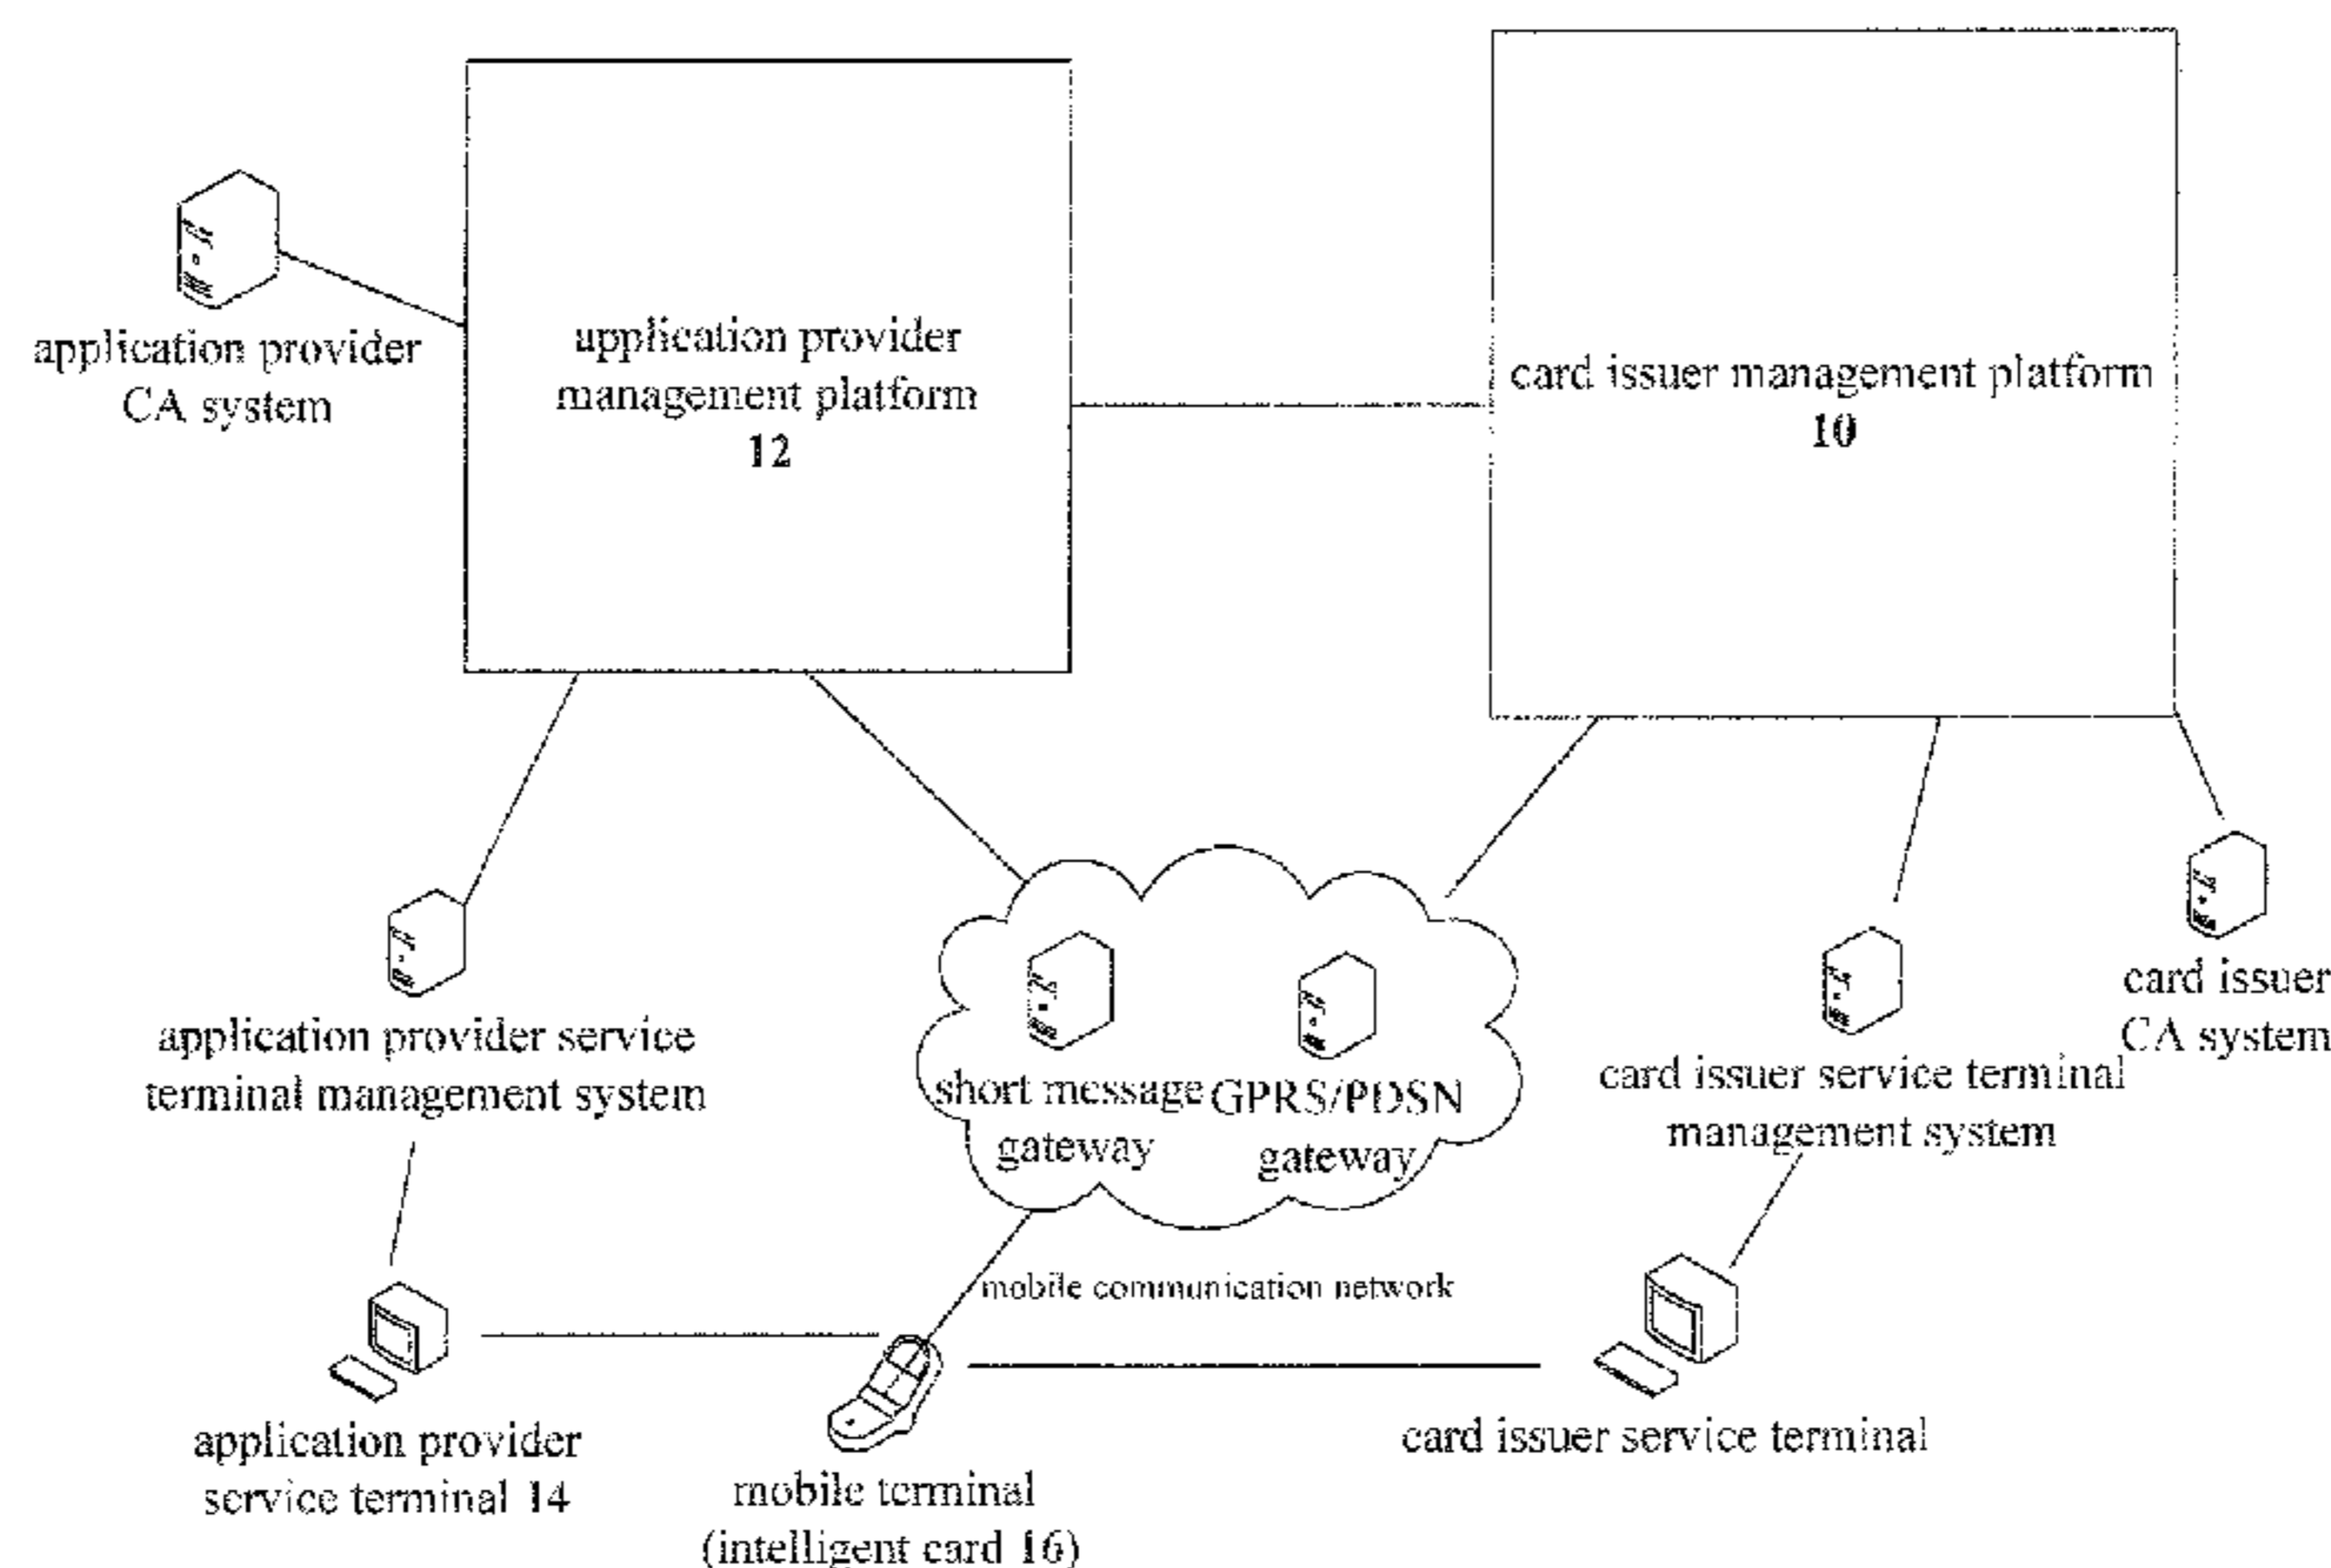 application provider
CA system
application provider
management platform
12
card issuer management platform
10
application provider service
terminal management system
short message
gateway
GPRS/PDSN
gateway
card issuer service terminal
management system
card issuer
CA system
mobile communication network
application provider
service terminal 14
mobile terminal
(intelligent card 16)
card issuer service terminal